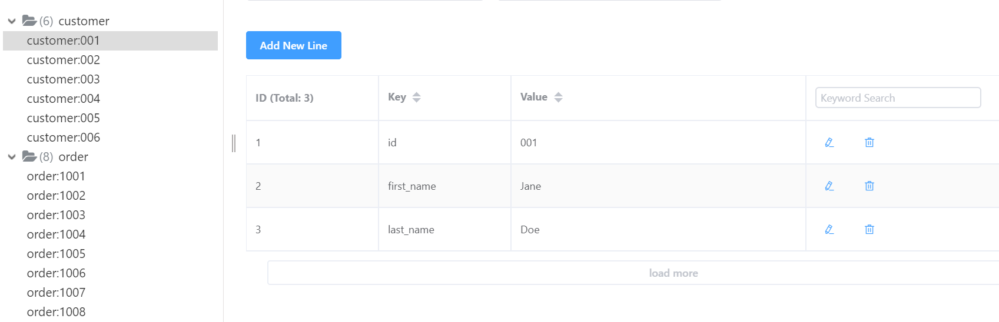 (6) customer
customer:001
customer:002
customer:003
customer:004
customer:005
customer:006
(8) order
order:1001
order:1002
order:1003
order:1004
order:1005
order:1006
order:1007
order:1008
Add New Line
ID (Total: 3) Key Value Keyword Search
1 id 001
2 first_name Jane
3 last_name Doe
load more